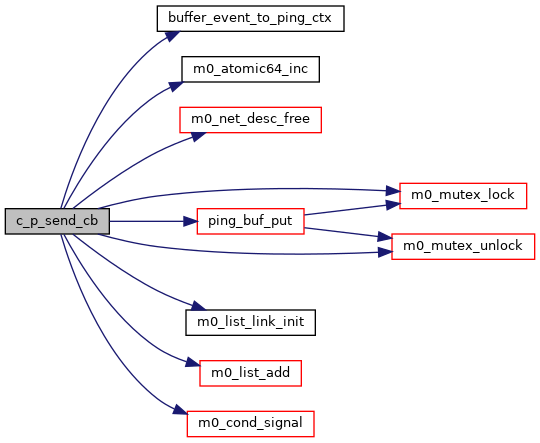 buffer_event_to_ping_ctx
m0_atomic64_inc
m0_net_desc_free
m0_mutex_lock
c_p_send_cb
ping_buf_put
m0_mutex_unlock
m0_list_link_init
m0_list_add
m0_cond_signal